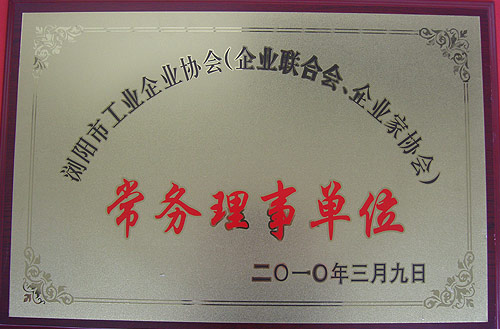 浏阳市工业企业协会(企业联合会、企业家协会)
常务理事单位
二〇一〇年三月九日